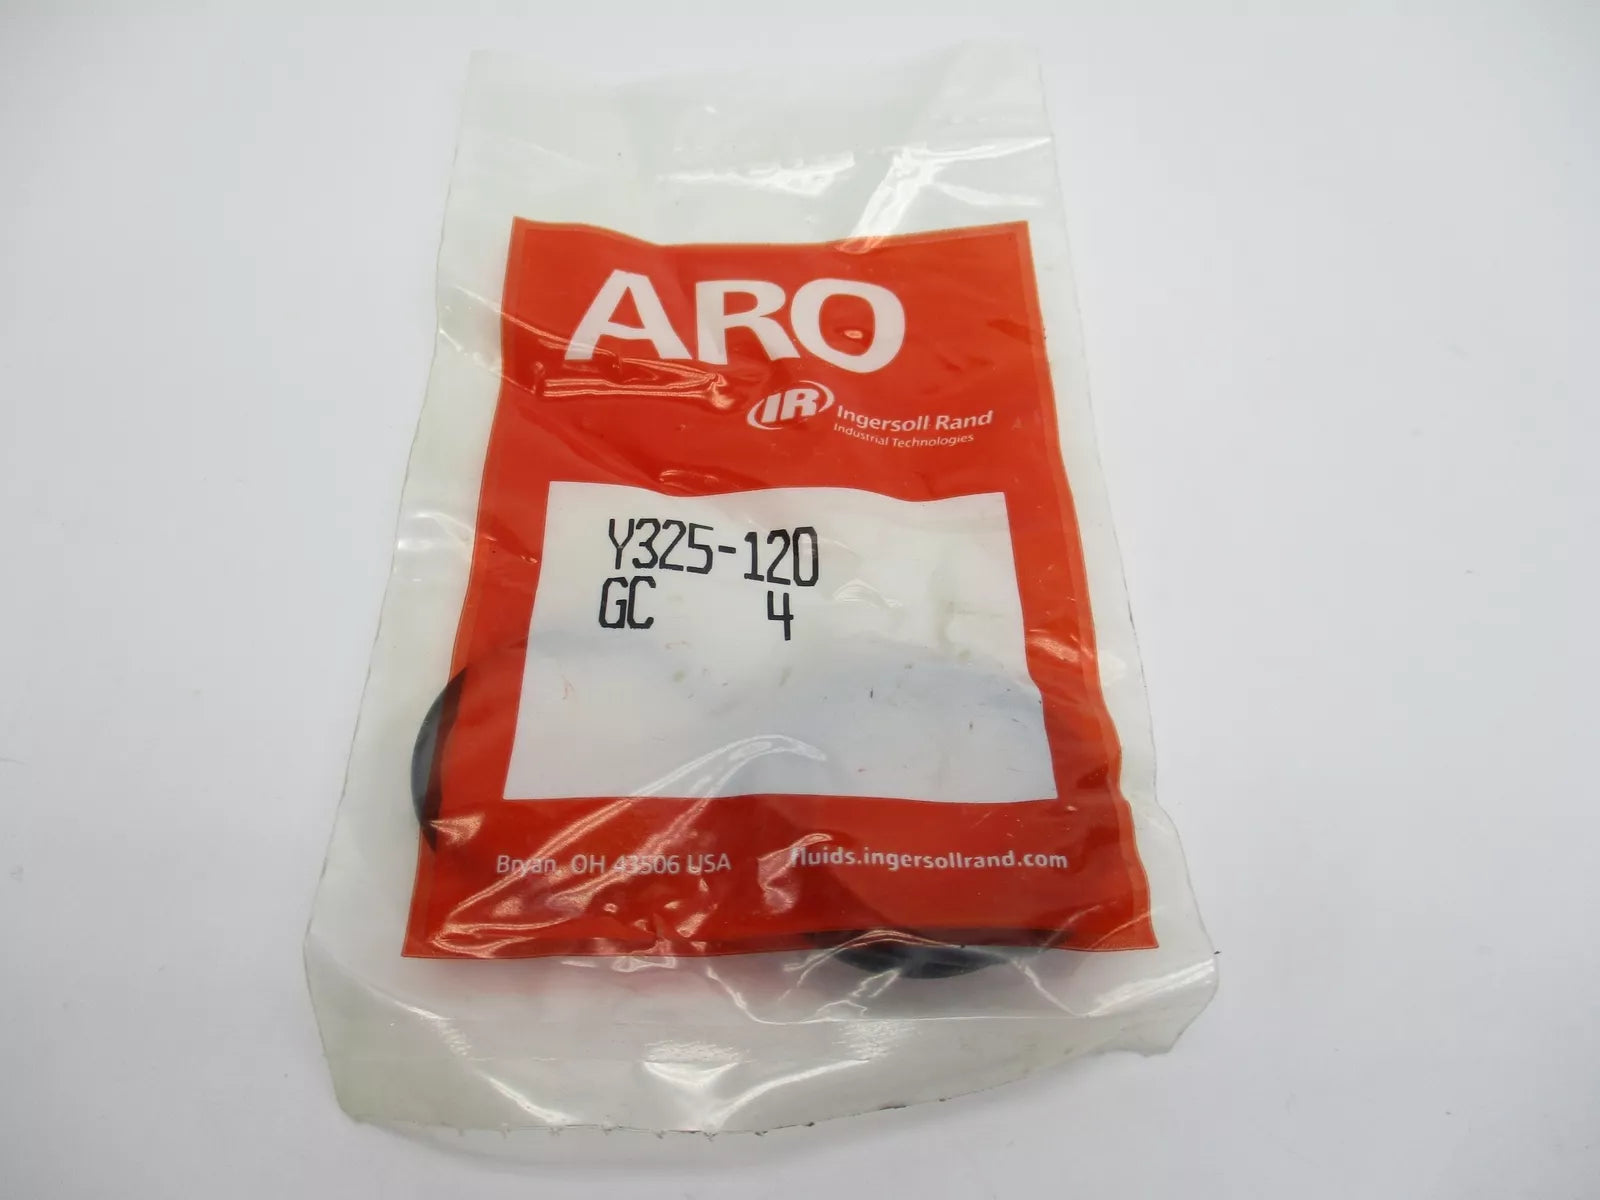 ARO
IR Ingersoll Rand
Industrial Technologies
Y325-120
GC 4
Bryan, OH 43506 USA
fluids.ingersollrand.com